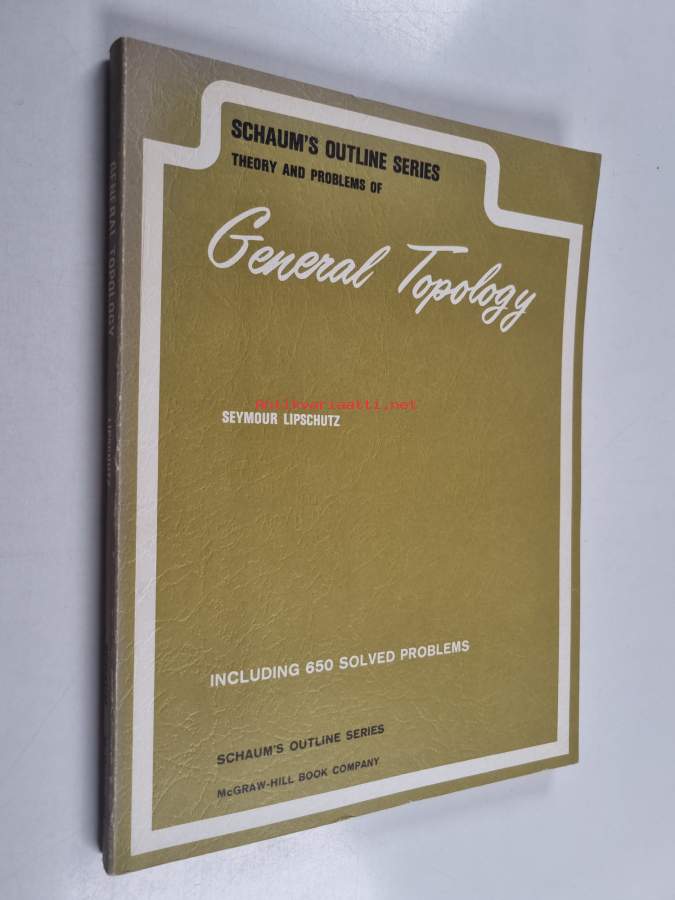 SCHAUM'S OUTLINE SERIES
THEORY AND PROBLEMS OF
General Topology
Antikvariaatti.net
SEYMOUR LIPSCHUTZ
INCLUDING 650 SOLVED PROBLEMS
SCHAUM'S OUTLINE SERIES
McGRAW-HILL BOOK COMPANY
GENERAL TOPOLOGY
LIPSCHUTZ